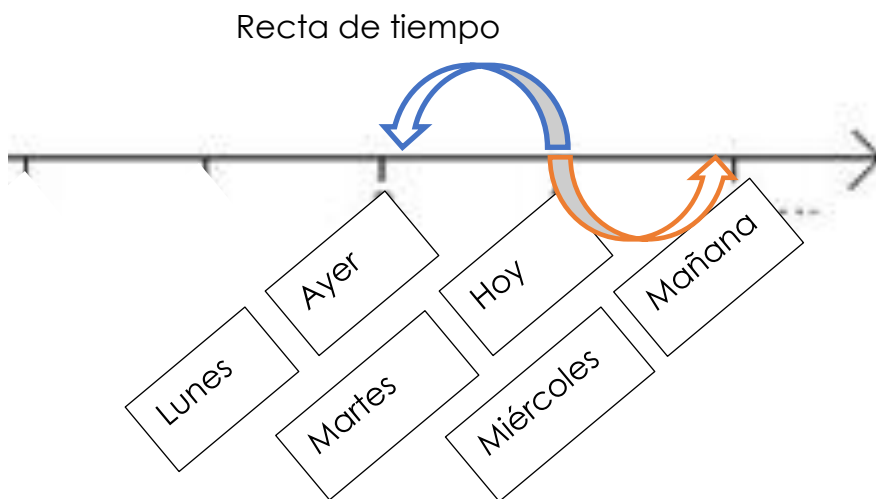 Recta de tiempo
Ayer
Hoy
Mañana
Lunes
Martes
Miércoles